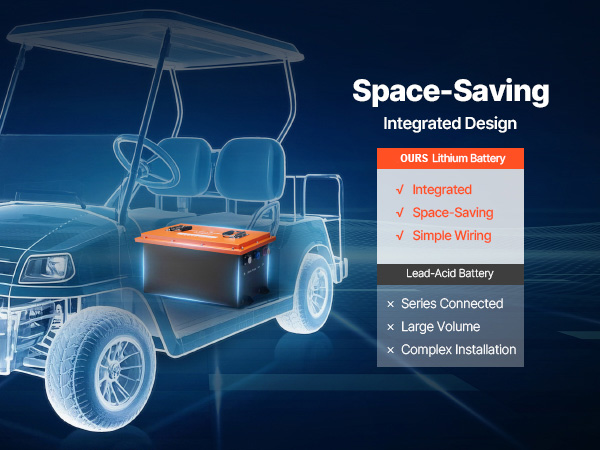 Space-Saving
Integrated Design
OURS Lithium Battery
√ Integrated
√ Space-Saving
√ Simple Wiring
Lead-Acid Battery
× Series Connected
× Large Volume
× Complex Installation